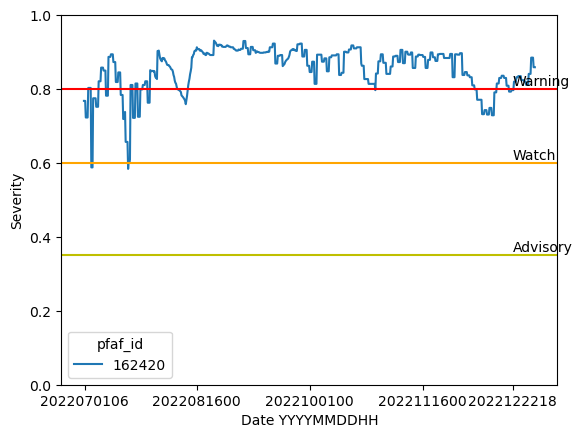 1.0
0.8
0.6
0.4
0.2
0.0
Severity
Warning
Watch
Advisory
pfaf_id
162420
2022070106
2022081600
2022100100
2022111600
2022122218
Date YYYYMMDDHH